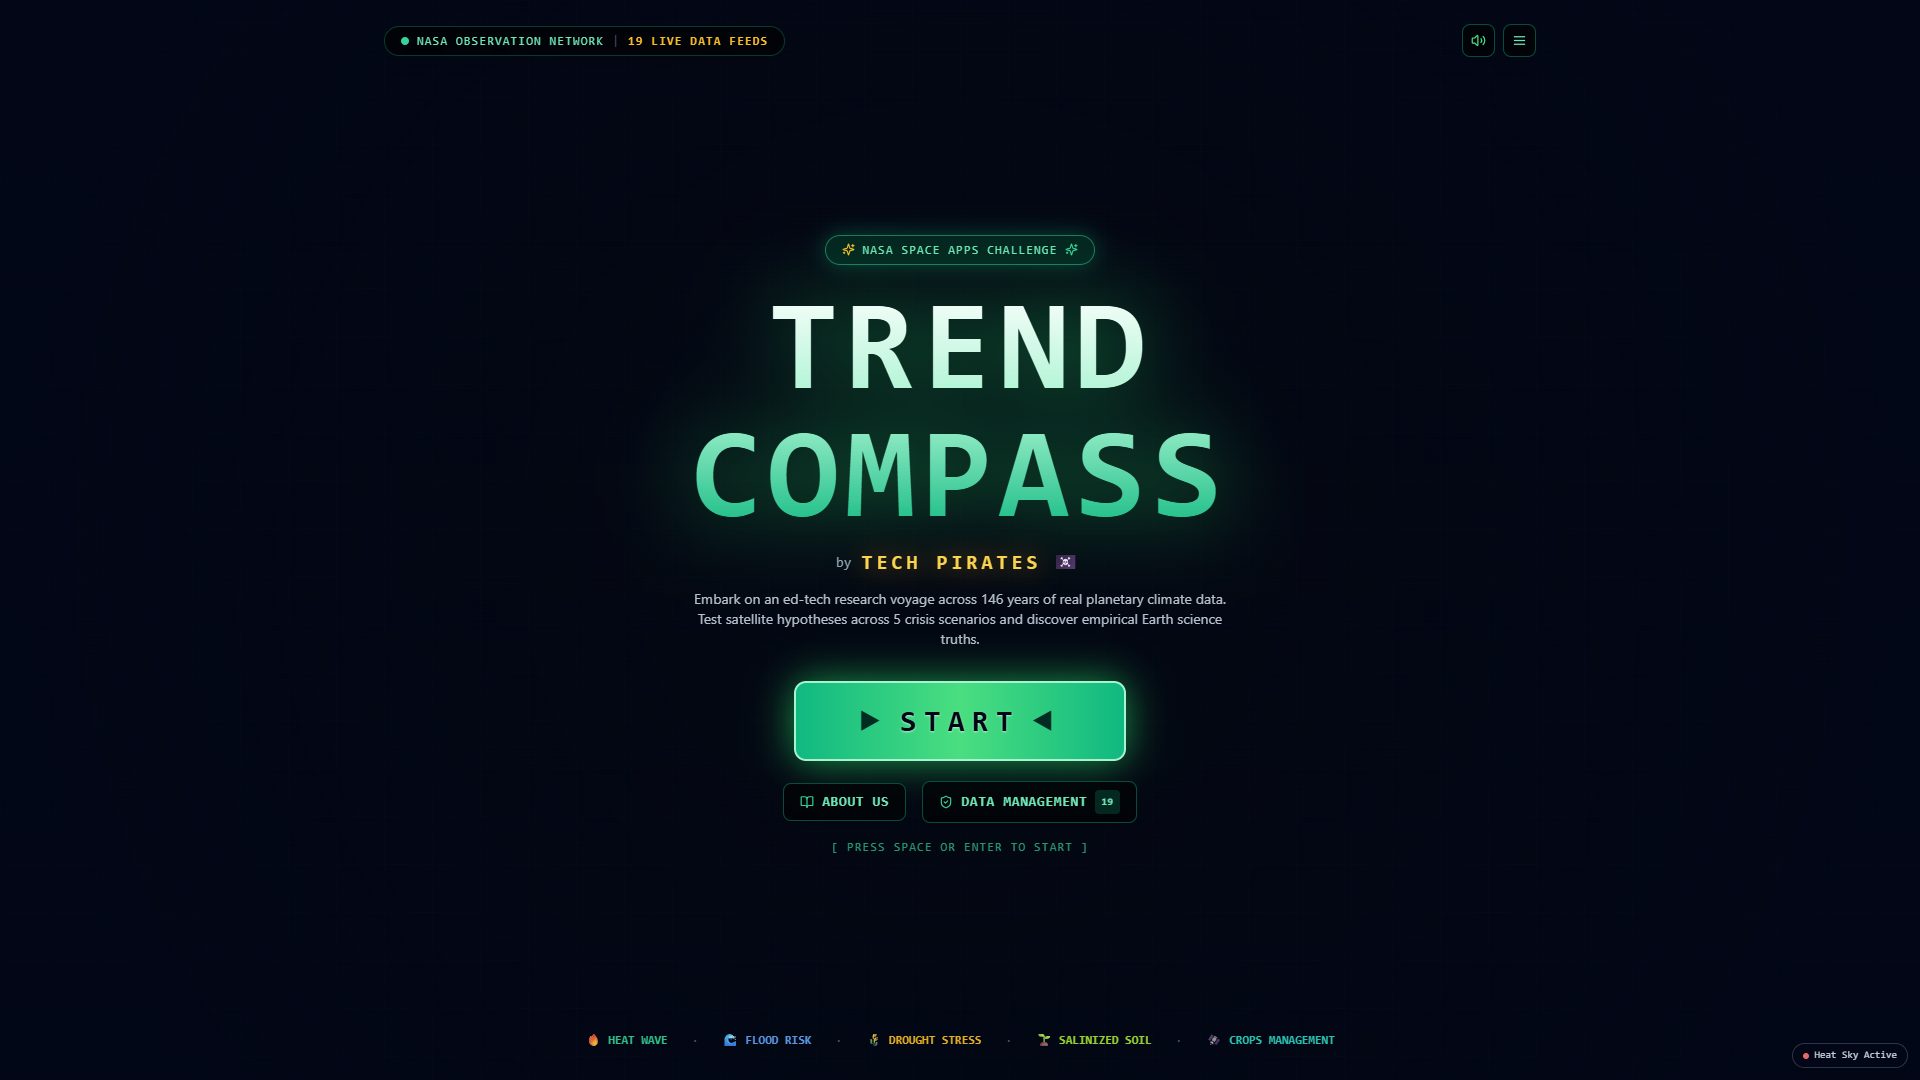 NASA OBSERVATION NETWORK | 19 LIVE DATA FEEDS
NASA SPACE APPS CHALLENGE
TREND
COMPASS
by TECH PIRATES
Embark on an ed-tech research voyage across 146 years of real planetary climate data.
Test satellite hypotheses across 5 crisis scenarios and discover empirical Earth science
truths.
START
ABOUT US
DATA MANAGEMENT 19
[ PRESS SPACE OR ENTER TO START ]
HEAT WAVE · FLOOD RISK · DROUGHT STRESS · SALINIZED SOIL · CROPS MANAGEMENT
Heat Sky Active